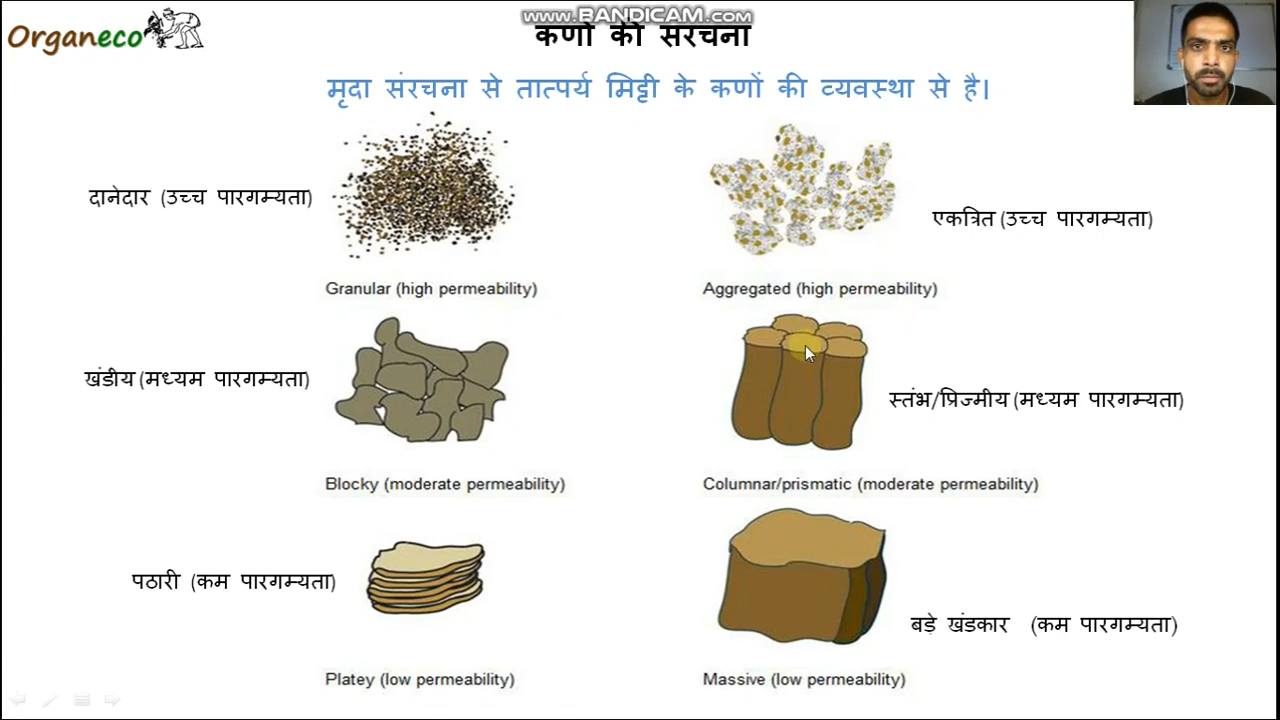 www.BANDICAM.com
Organeco
कणों की संरचना
मृदा संरचना से तात्पर्य मिट्टी के कणों की व्यवस्था से है।
दानेदार (उच्च पारगम्यता)
एकत्रित (उच्च पारगम्यता)
Granular (high permeability)
Aggregated (high permeability)
खंडीय (मध्यम पारगम्यता)
स्तंभ/प्रिज्मीय (मध्यम पारगम्यता)
Blocky (moderate permeability)
Columnar/prismatic (moderate permeability)
पठारी (कम पारगम्यता)
बड़े खंडकार (कम पारगम्यता)
Platey (low permeability)
Massive (low permeability)